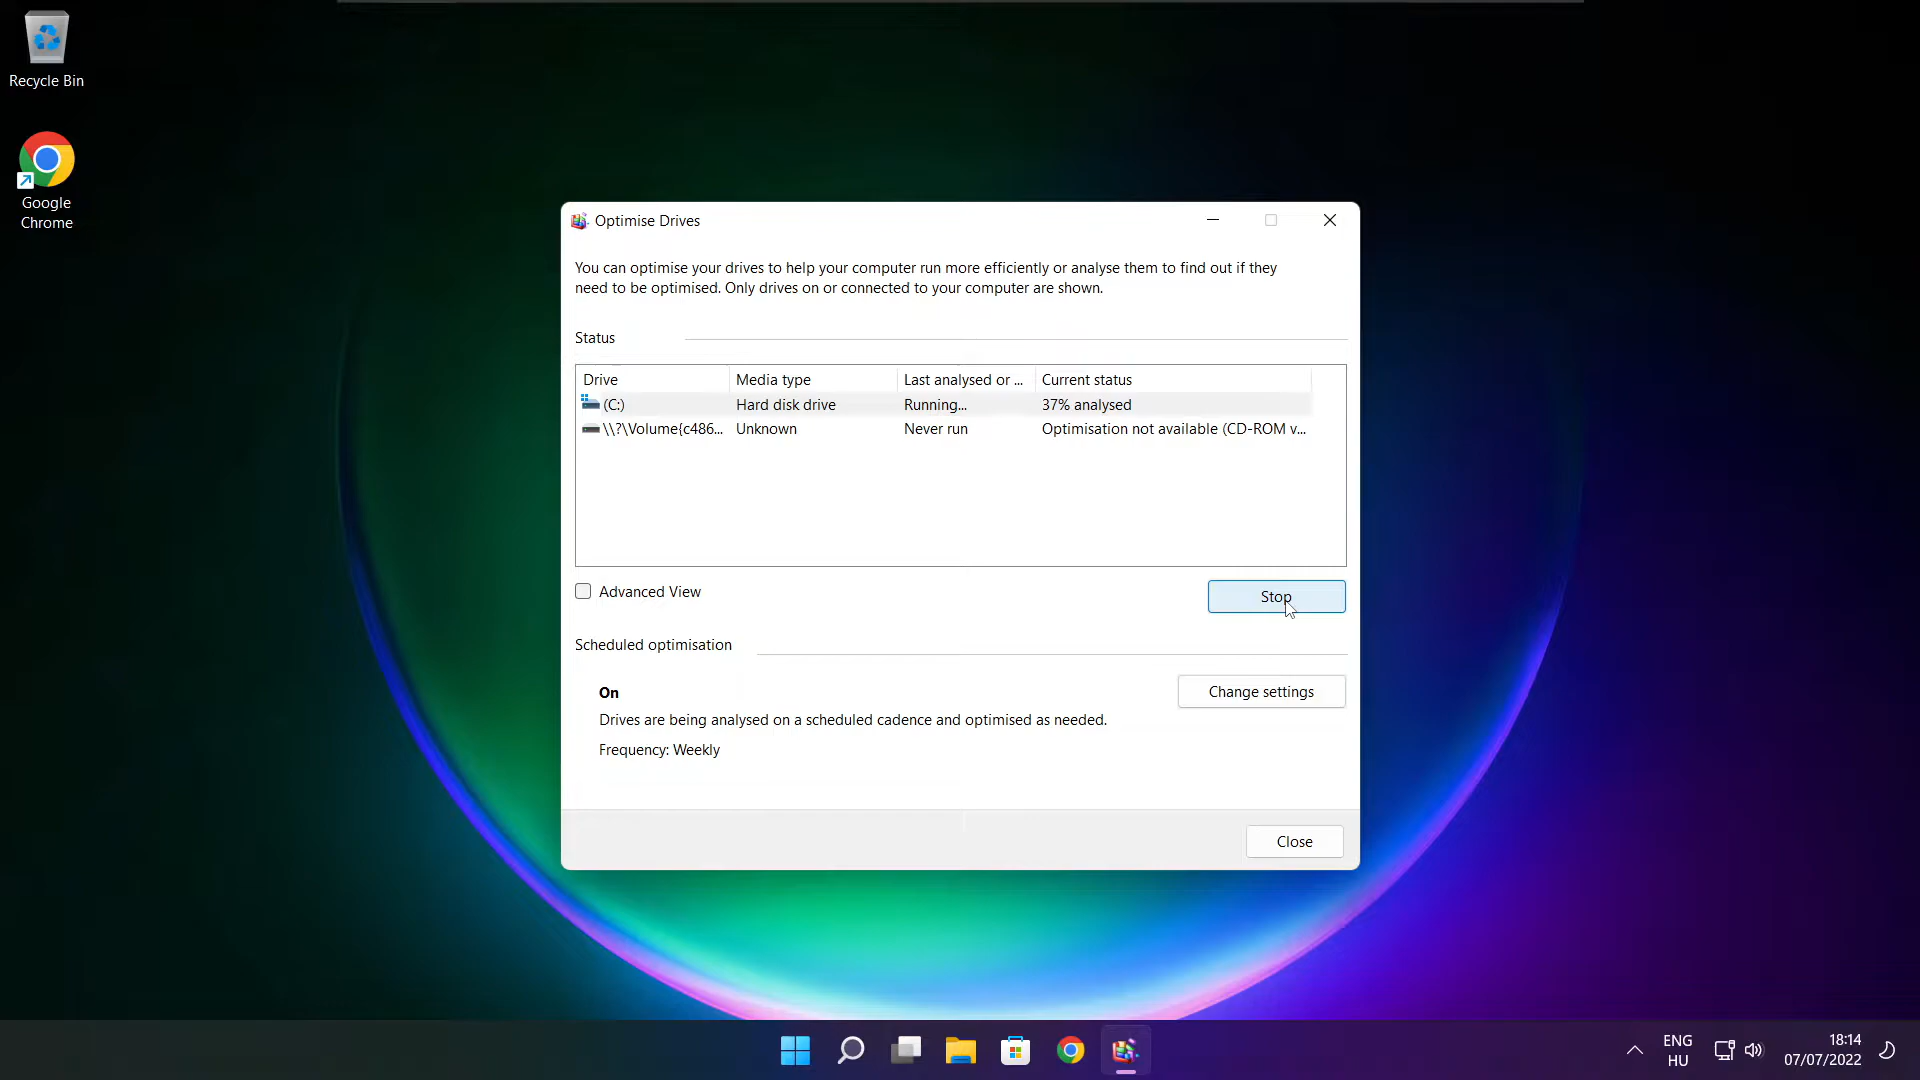 Recycle Bin
Google
Chrome
Optimise Drives
You can optimise your drives to help your computer run more efficiently or analyse them to find out if they
need to be optimised. Only drives on or connected to your computer are shown.
Status
Drive Media type Last analysed or ... Current status
(C:) Hard disk drive Running... 37% analysed
\\?\Volume{c486... Unknown Never run Optimisation not available (CD-ROM v...
Advanced View
Stop
Scheduled optimisation
On
Change settings
Drives are being analysed on a scheduled cadence and optimised as needed.
Frequency: Weekly
Close
ENG
HU
18:14
07/07/2022